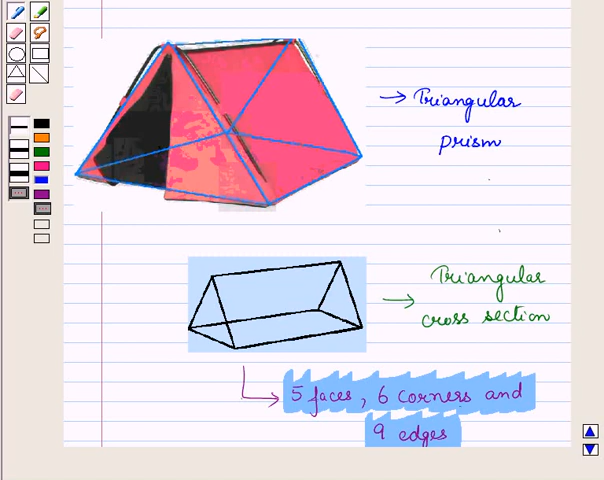 → Triangular
prism
→ Triangular
cross section
→ 5 faces, 6 corners and
9 edges